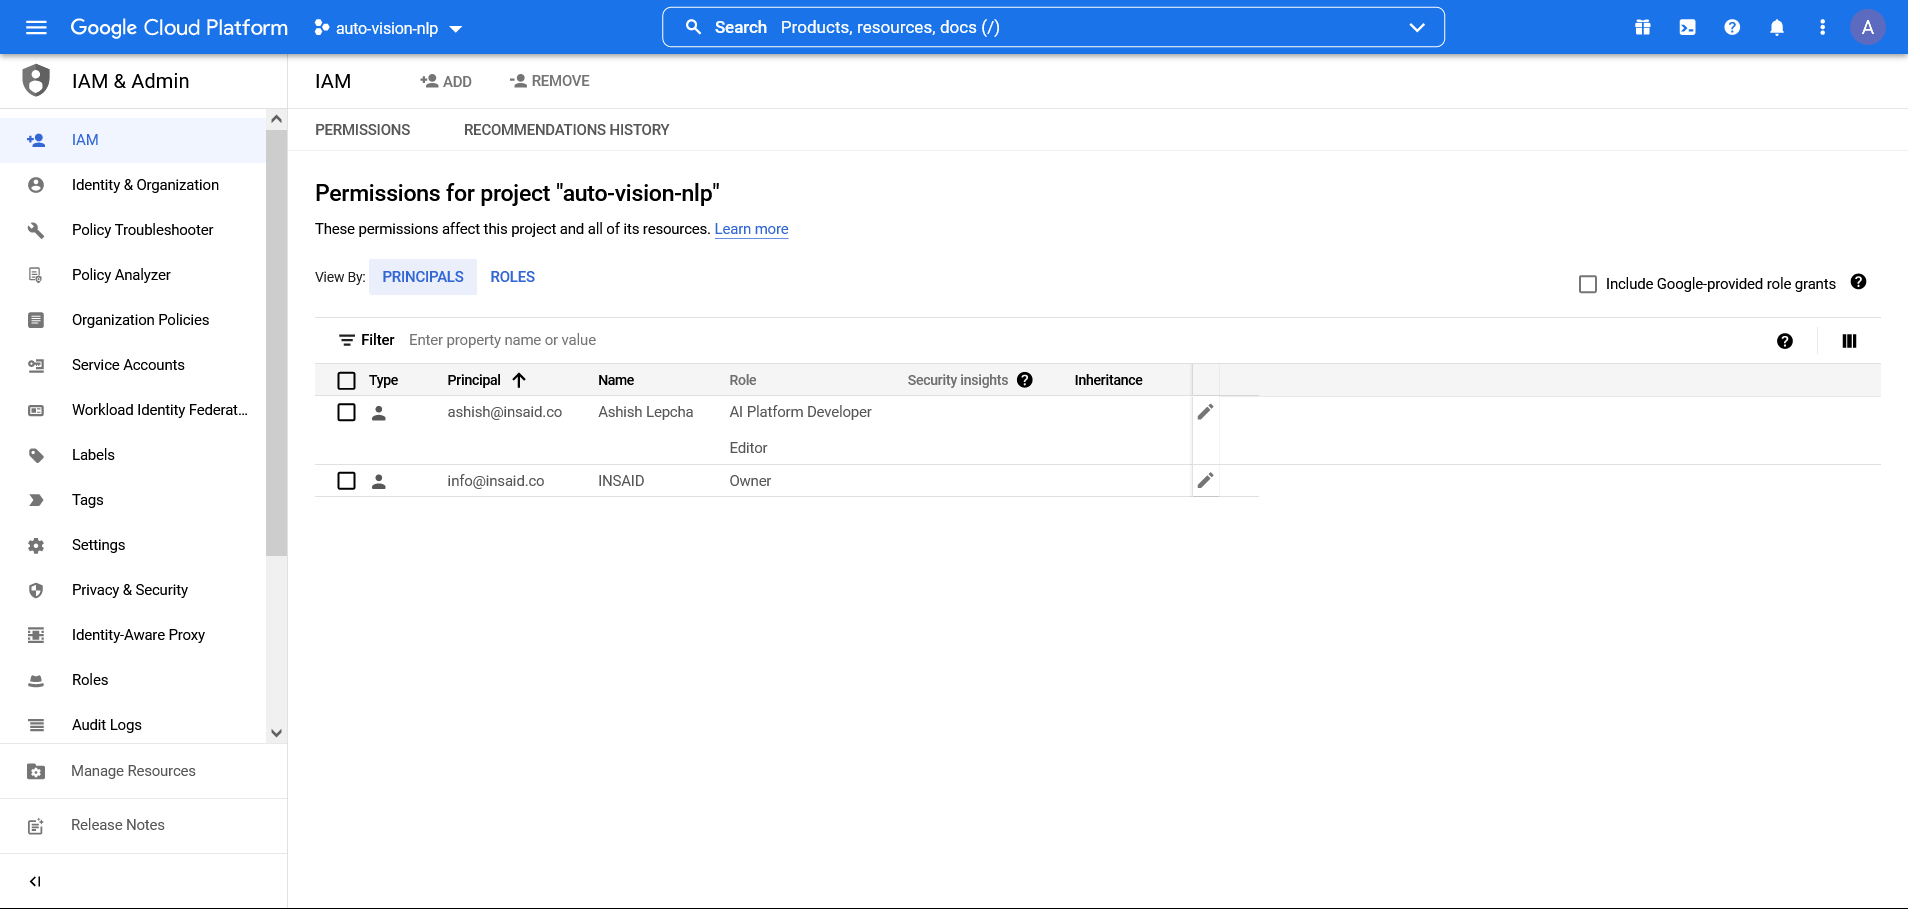 Google Cloud Platform
auto-vision-nlp
Search Products, resources, docs (/)
A
IAM & Admin
IAM
Identity & Organization
Policy Troubleshooter
Policy Analyzer
Organization Policies
Service Accounts
Workload Identity Federat...
Labels
Tags
Settings
Privacy & Security
Identity-Aware Proxy
Roles
Audit Logs
Manage Resources
Release Notes
IAM
ADD
REMOVE
PERMISSIONS
RECOMMENDATIONS HISTORY
Permissions for project "auto-vision-nlp"
These permissions affect this project and all of its resources. Learn more
View By: PRINCIPALS ROLES
Include Google-provided role grants
Filter Enter property name or value
Type Principal Name Role Security insights Inheritance
ashish@insaid.co Ashish Lepcha AI Platform Developer
Editor
info@insaid.co INSAID Owner